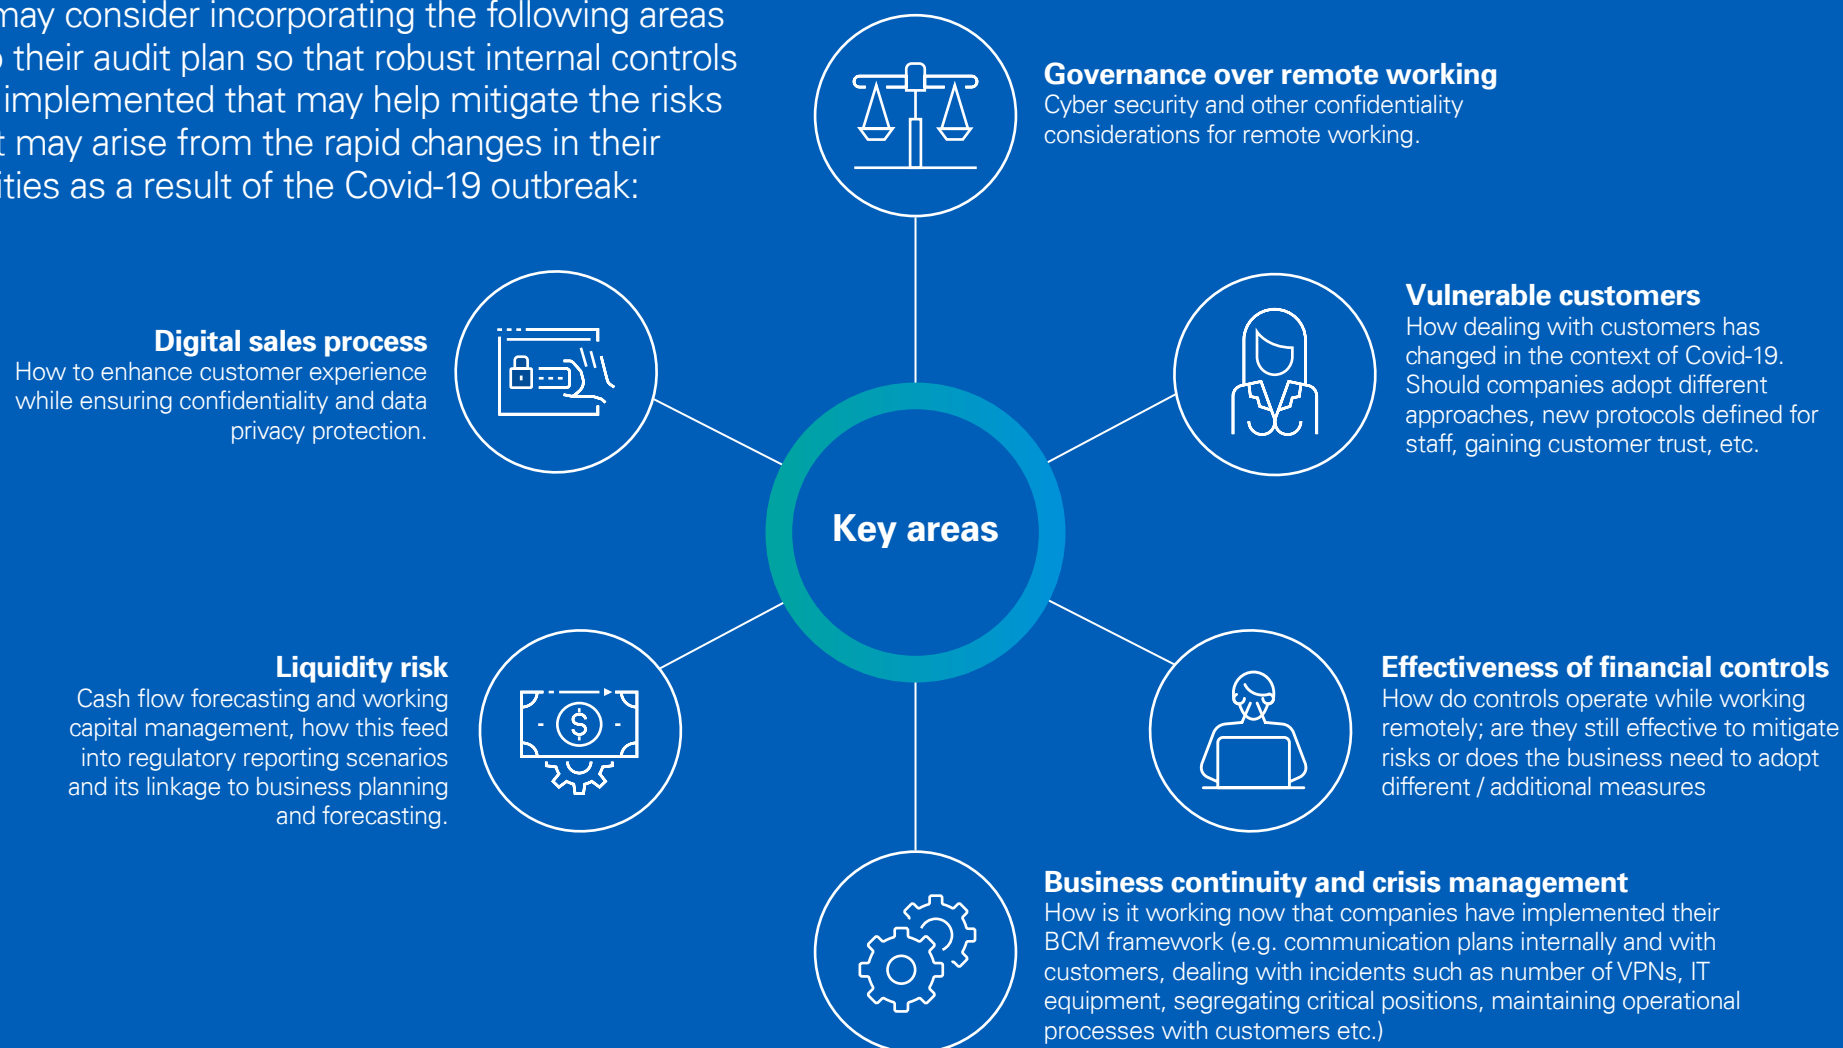 may consider incorporating the following areas
their audit plan so that robust internal controls
implemented that may help mitigate the risks
may arise from the rapid changes in their
as a result of the Covid-19 outbreak:
Governance over remote working
Cyber security and other confidentiality
considerations for remote working.
Digital sales process
How to enhance customer experience
while ensuring confidentiality and data
privacy protection.
Vulnerable customers
How dealing with customers has
changed in the context of Covid-19.
Should companies adopt different
approaches, new protocols defined for
staff, gaining customer trust, etc.
Key areas
Liquidity risk
Cash flow forecasting and working
capital management, how this feed
into regulatory reporting scenarios
and its linkage to business planning
and forecasting.
Effectiveness of financial controls
How do controls operate while working
remotely; are they still effective to mitigate
risks or does the business need to adopt
different / additional measures
Business continuity and crisis management
How is it working now that companies have implemented their
BCM framework (e.g. communication plans internally and with
customers, dealing with incidents such as number of VPNs, IT
equipment, segregating critical positions, maintaining operational
processes with customers etc.)